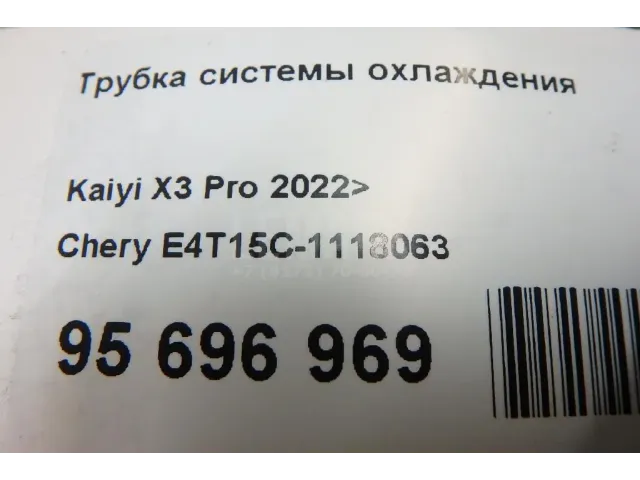 Трубка системы охлаждения
Kaiyi X3 Pro 2022>
Chery E4T15C-1118063
95 696 969